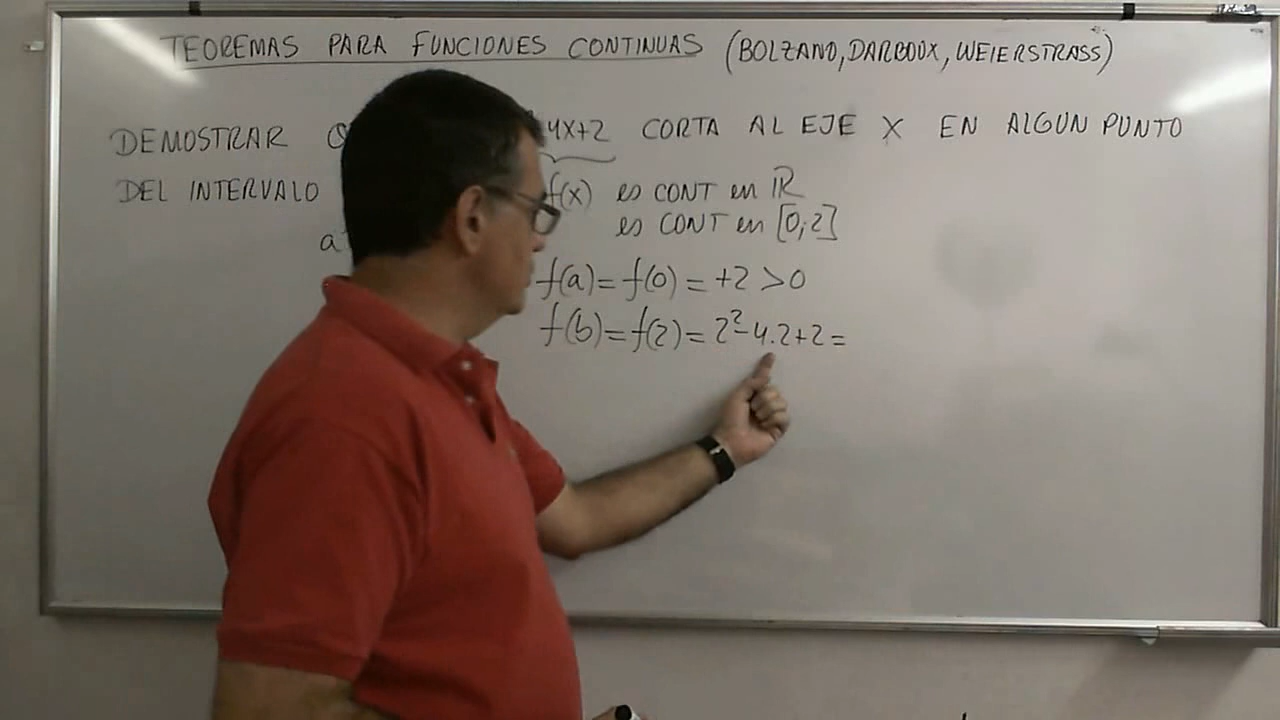 TEOREMAS PARA FUNCIONES CONTINUAS (BOLZANO, DARBOUX, WEIERSTRASS)
DEMOSTRAR 4X+2 CORTA AL EJE X EN ALGUN PUNTO
DEL INTERVALO f(x) es CONT en ℝ
es CONT en [0;2]
a
f(a) = f(0) = +2 > 0
f(b) = f(2) = 2² - 4.2 + 2 =